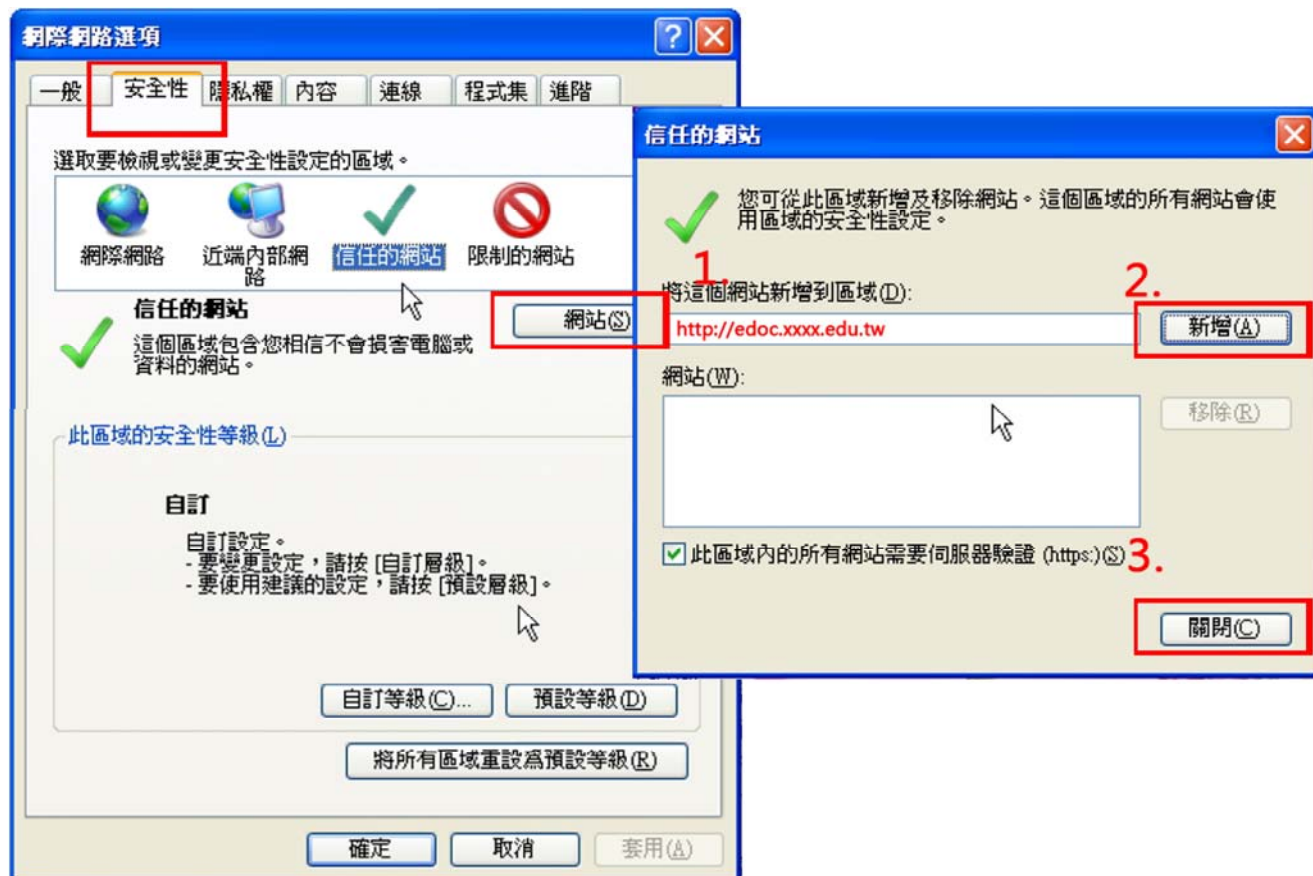 網際網路選項
一般 安全性 隱私權 內容 連線 程式集 進階
選取要檢視或變更安全性設定的區域。
網際網路
近端內部網
路
信任的網站
限制的網站
信任的網站
網站(S)
這個區域包含您相信不會損害電腦或
資料的網站。
此區域的安全性等級(L)
自訂
自訂設定。
- 要變更設定，請按 [自訂層級]。
- 要使用建議的設定，請按 [預設層級]。
自訂等級(C)... 預設等級(D)
將所有區域重設為預設等級(R)
確定 取消 套用(A)
信任的網站
您可從此區域新增及移除網站。這個區域的所有網站會使
用區域的安全性設定。
1.
將這個網站新增到區域(D):
2.
http://edoc.xxxx.edu.tw
新增(A)
網站(W):
移除(R)
此區域內的所有網站需要伺服器驗證 (https:)(S)
3.
關閉(C)